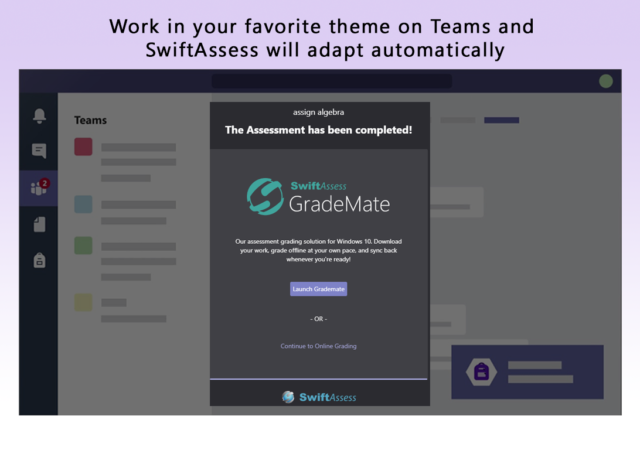 Work in your favorite theme on Teams and
SwiftAssess will adapt automatically
Teams
2
assign algebra
The Assessment has been completed!
SwiftAssess
GradeMate
Our assessment grading solution for Windows 10. Download
your work, grade offline at your own pace, and sync back
whenever you're ready!
Launch Grademate
- OR -
Continue to Online Grading
SwiftAssess